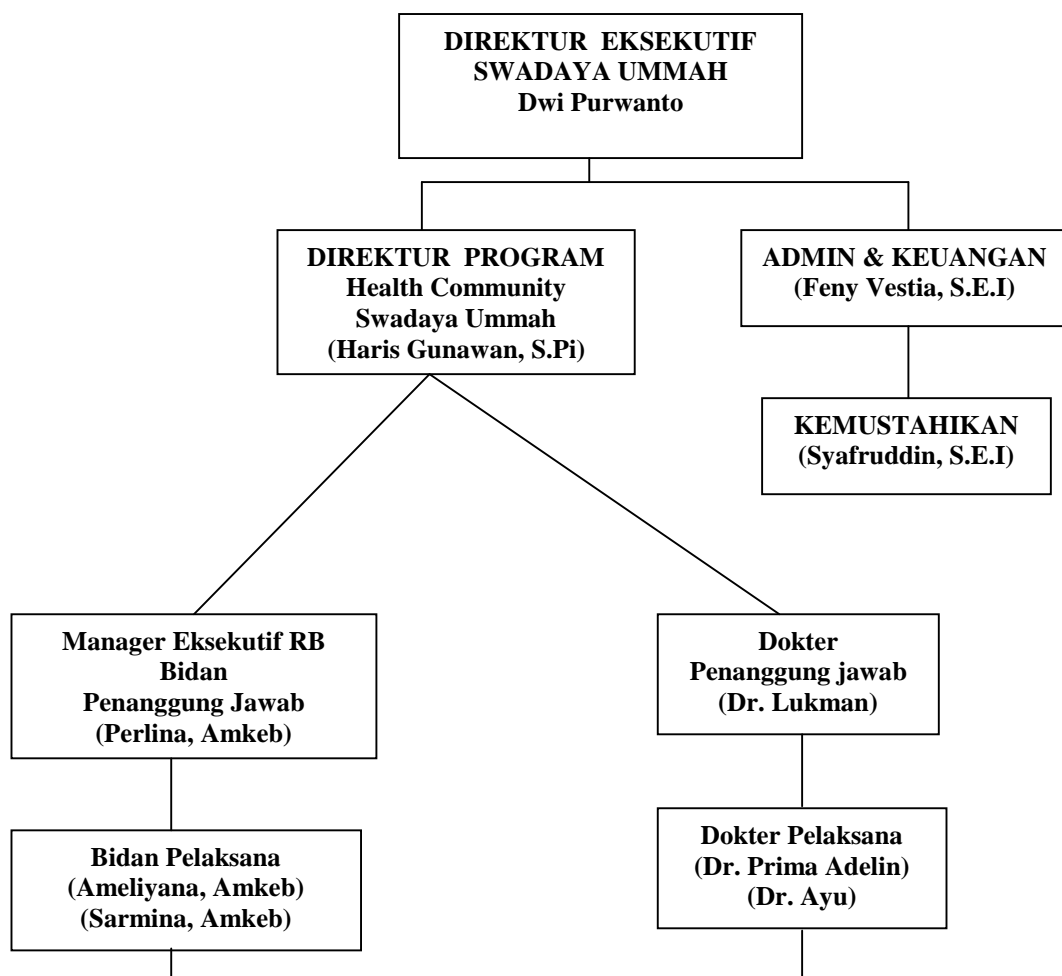 DIREKTUR EKSEKUTIF
SWADAYA UMMAH
Dwi Purwanto
DIREKTUR PROGRAM
Health Community
Swadaya Ummah
(Haris Gunawan, S.Pi)
ADMIN & KEUANGAN
(Feny Vestia, S.E.I)
KEMUSTAHIKAN
(Syafruddin, S.E.I)
Manager Eksekutif RB
Bidan
Penanggung Jawab
(Perlina, Amkeb)
Dokter
Penanggung jawab
(Dr. Lukman)
Bidan Pelaksana
(Ameliyana, Amkeb)
(Sarmina, Amkeb)
Dokter Pelaksana
(Dr. Prima Adelin)
(Dr. Ayu)